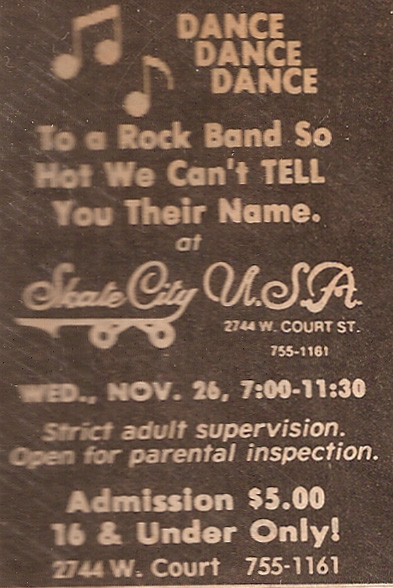 DANCE
DANCE
DANCE
To a Rock Band So
Hot We Can't TELL
You Their Name.
at
Skate City U.S.A.
2744 W. COURT ST.
755-1161
WED., NOV. 26, 7:00-11:30
Strict adult supervision.
Open for parental inspection.
Admission $5.00
16 & Under Only!
2744 W. Court 755-1161